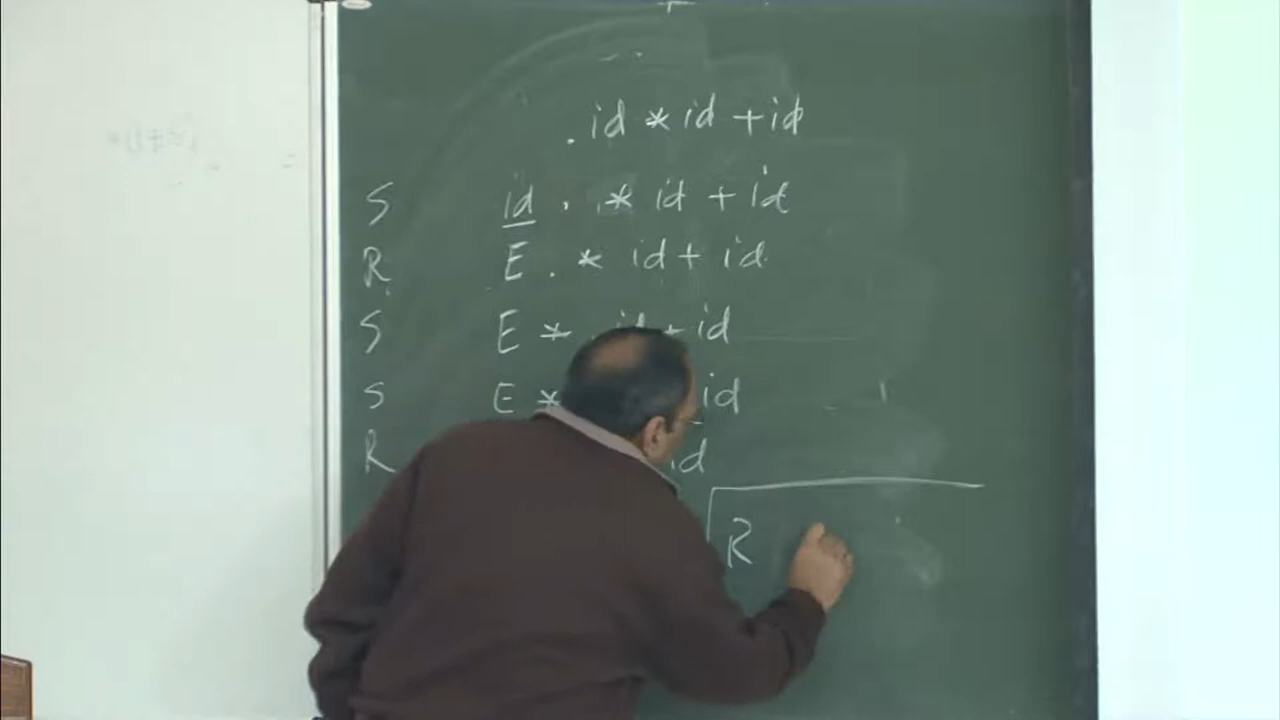 . id * id + id
S id . * id + id
R E . * id + id
S E * . id + id
S E * id
R id
R